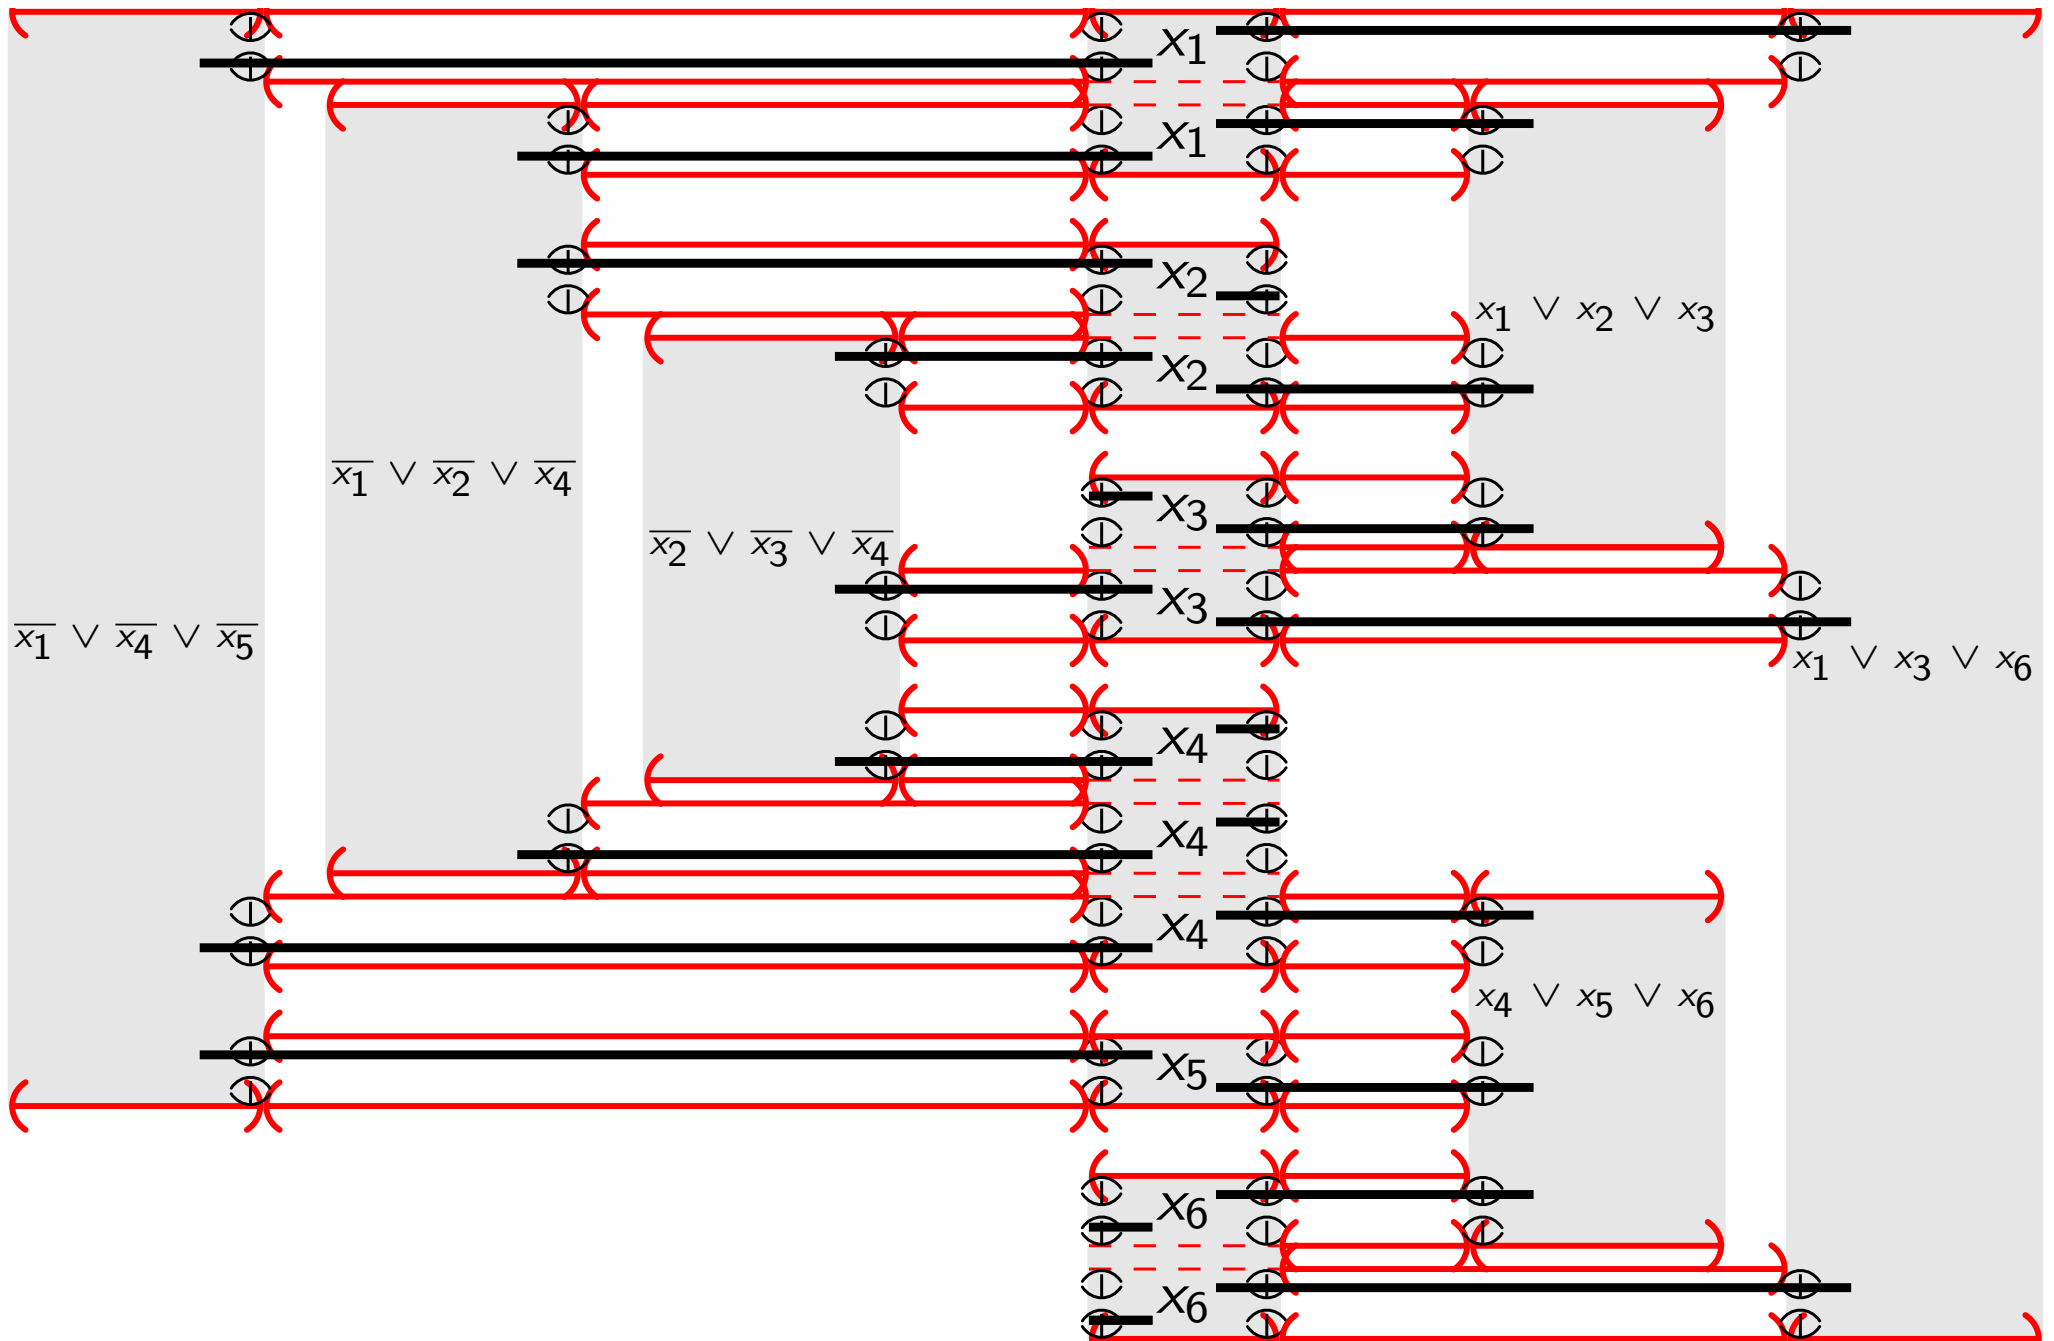 x1
x1
x2
x1 ∨ x2 ∨ x3
x2
x̅1 ∨ x̅2 ∨ x̅4
x3
x̅2 ∨ x̅3 ∨ x̅4
x3
x̅1 ∨ x̅4 ∨ x̅5
x1 ∨ x3 ∨ x6
x4
x4
x4
x4 ∨ x5 ∨ x6
x5
x6
x6